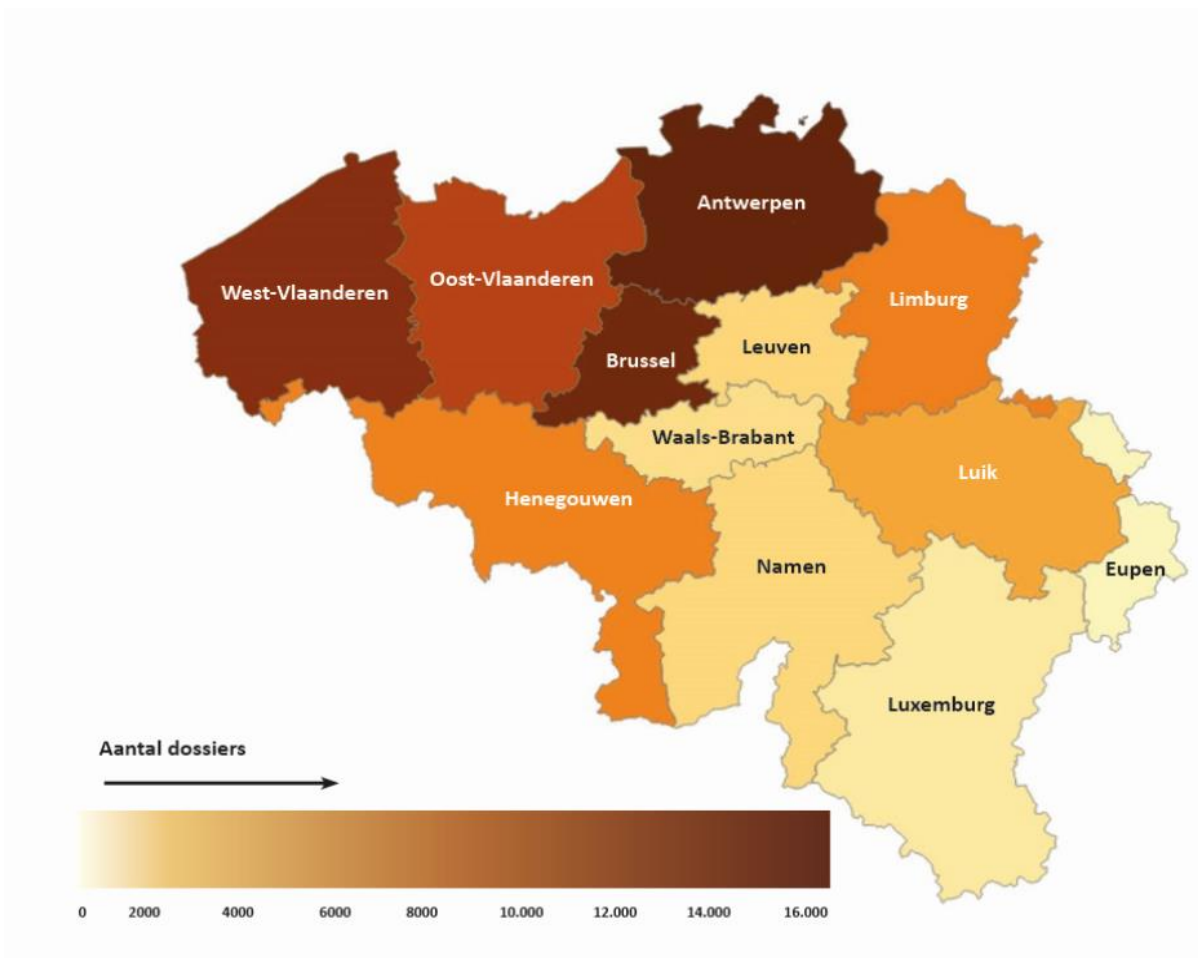 Antwerpen
Oost-Vlaanderen
West-Vlaanderen
Limburg
Brussel
Leuven
Waals-Brabant
Luik
Henegouwen
Namen
Eupen
Luxemburg
Aantal dossiers
0 2000 4000 6000 8000 10.000 12.000 14.000 16.000